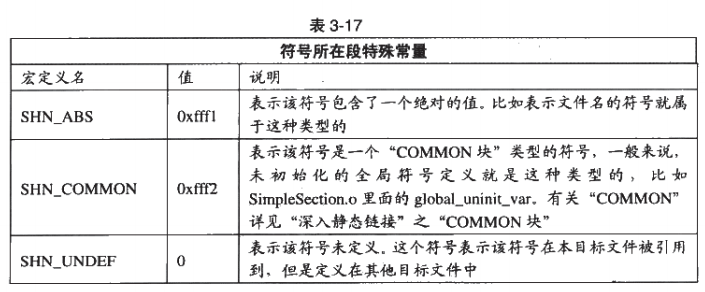 表 3-17
符号所在段特殊常量
宏定义名 值 说明
SHN_ABS 0xfff1 表示该符号包含了一个绝对的值。比如表示文件名的符号就属
于这种类型的
SHN_COMMON 0xfff2 表示该符号是一个“COMMON 块”类型的符号，一般来说，
未初始化的全局符号定义就是这种类型的，比如
SimpleSection.o 里面的 global_uninit_var。有关“COMMON”
详见“深入静态链接”之“COMMON 块”
SHN_UNDEF 0 表示该符号未定义。这个符号表示该符号在本目标文件被引用
到，但是定义在其他目标文件中